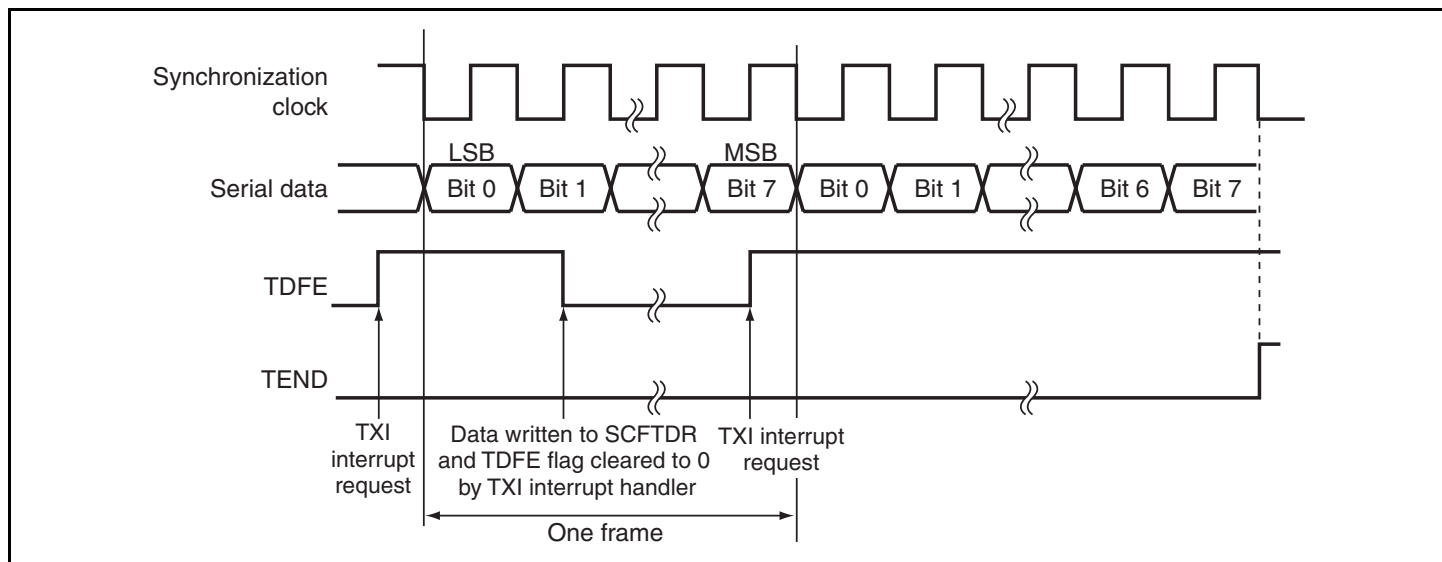 Synchronization
clock
LSB
MSB
Serial data
Bit 0
Bit 1
Bit 7
Bit 0
Bit 1
Bit 6
Bit 7
TDFE
TEND
TXI
interrupt
request
Data written to SCFTDR
and TDFE flag cleared to 0
by TXI interrupt handler
TXI interrupt
request
One frame